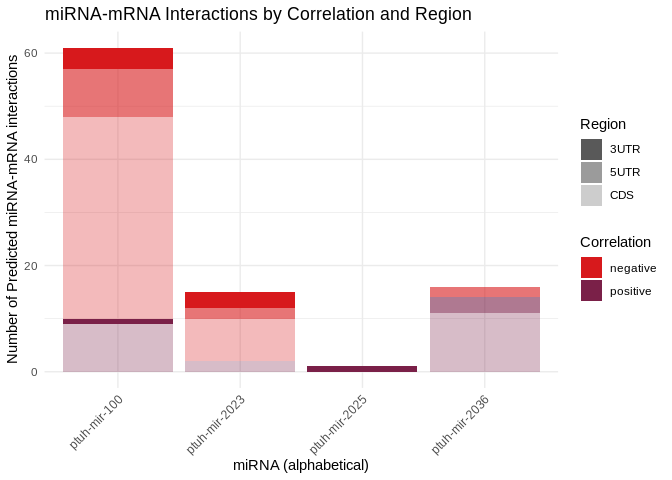 miRNA-mRNA Interactions by Correlation and Region
Number of Predicted miRNA-mRNA interactions
60
40
20
0
ptuh-mir-100
ptuh-mir-2023
ptuh-mir-2025
ptuh-mir-2036
miRNA (alphabetical)
Region
3UTR
5UTR
CDS
Correlation
negative
positive